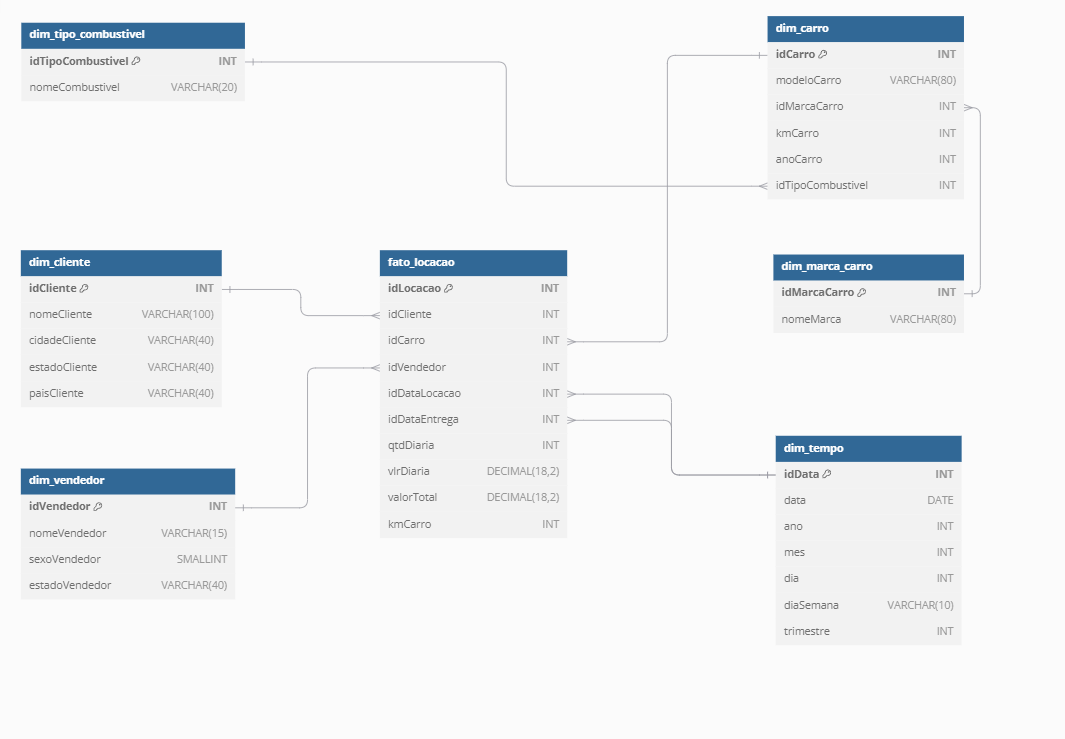 dim_tipo_combustivel
idTipoCombustivel INT
nomeCombustivel VARCHAR(20)
dim_carro
idCarro INT
modeloCarro VARCHAR(80)
idMarcaCarro INT
kmCarro INT
anoCarro INT
idTipoCombustivel INT
dim_cliente
idCliente INT
nomeCliente VARCHAR(100)
cidadeCliente VARCHAR(40)
estadoCliente VARCHAR(40)
paisCliente VARCHAR(40)
fato_locacao
idLocacao INT
idCliente INT
idCarro INT
idVendedor INT
idDataLocacao INT
idDataEntrega INT
qtdDiaria INT
vlrDiaria DECIMAL(18,2)
valorTotal DECIMAL(18,2)
kmCarro INT
dim_marca_carro
idMarcaCarro INT
nomeMarca VARCHAR(80)
dim_vendedor
idVendedor INT
nomeVendedor VARCHAR(15)
sexoVendedor SMALLINT
estadoVendedor VARCHAR(40)
dim_tempo
idData INT
data DATE
ano INT
mes INT
dia INT
diaSemana VARCHAR(10)
trimestre INT